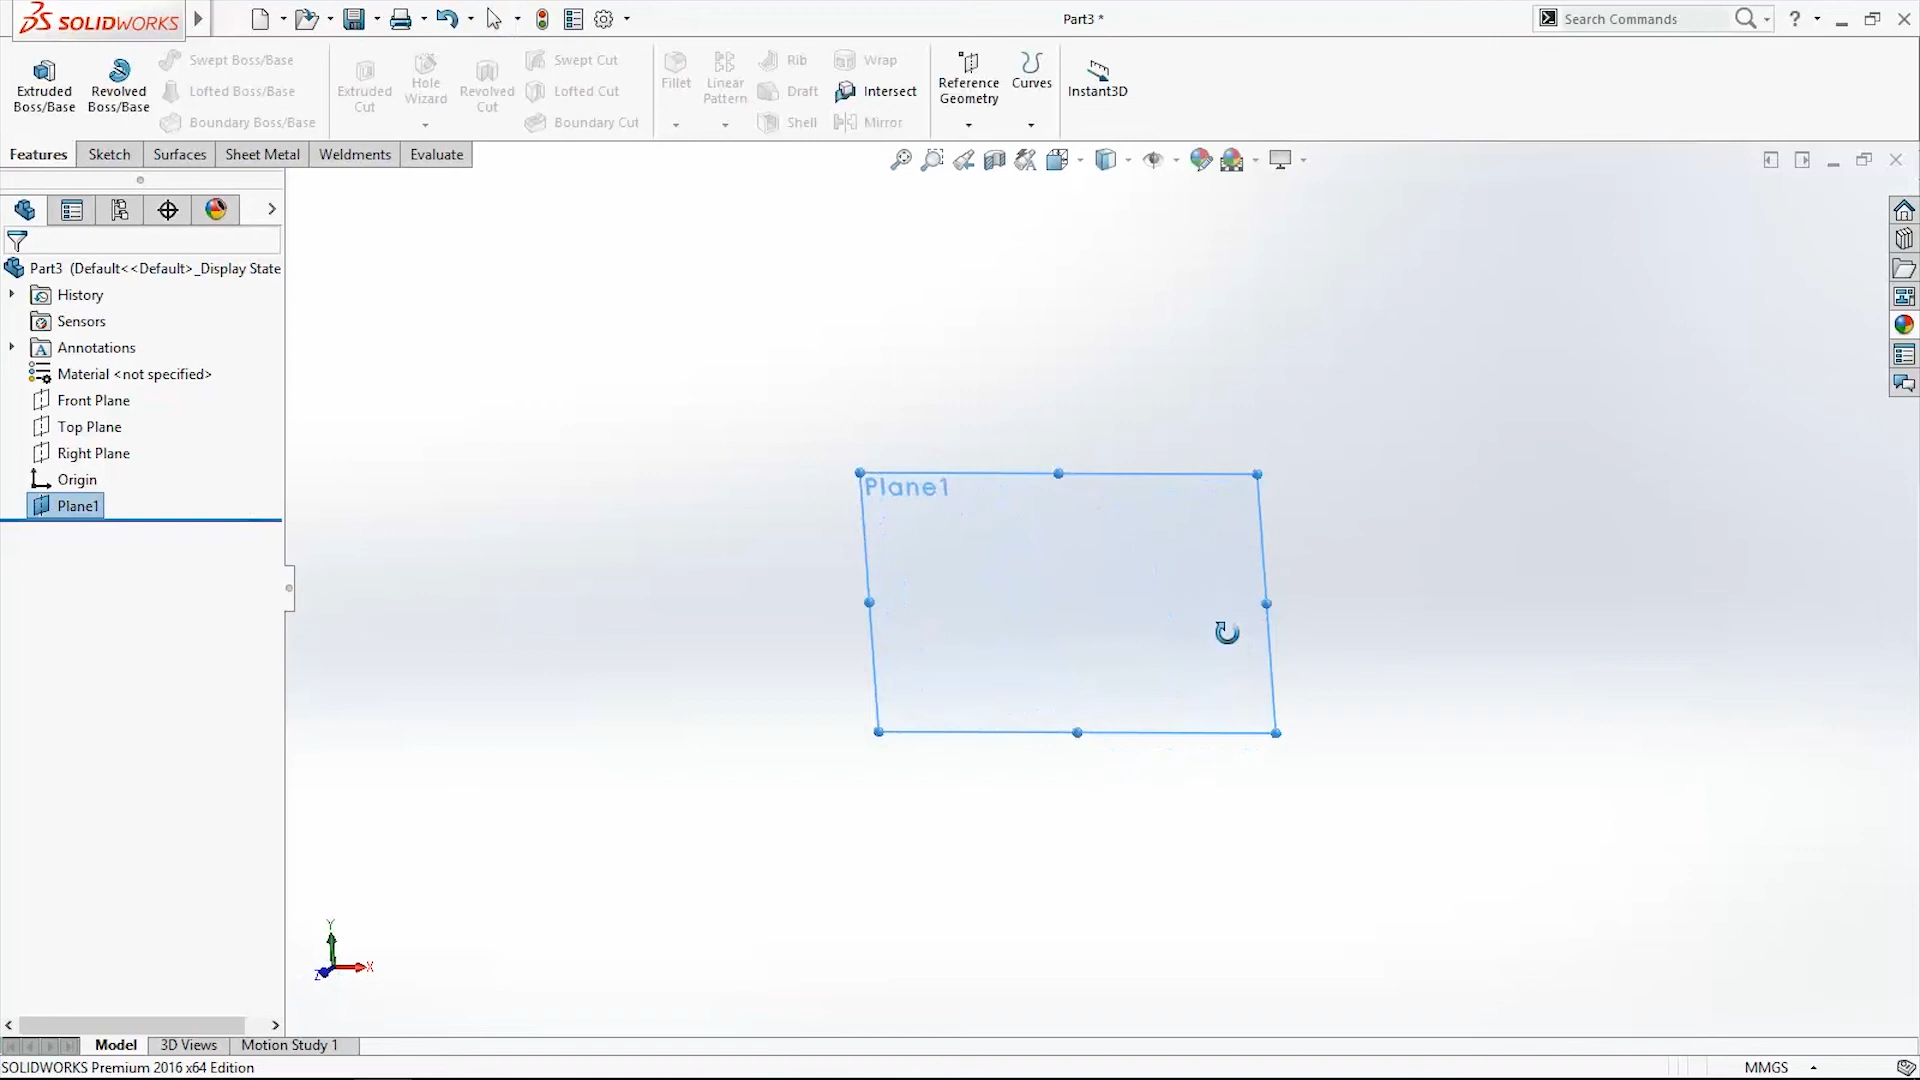 SOLIDWORKS
Part3 *
Search Commands
?
Extruded Boss/Base
Revolved Boss/Base
Swept Boss/Base
Lofted Boss/Base
Boundary Boss/Base
Extruded Cut
Hole Wizard
Revolved Cut
Swept Cut
Lofted Cut
Boundary Cut
Fillet
Linear Pattern
Rib
Draft
Shell
Wrap
Intersect
Mirror
Reference Geometry
Curves
Instant3D
Features
Sketch
Surfaces
Sheet Metal
Weldments
Evaluate
Part3 (Default<<Default>_Display State
History
Sensors
Annotations
Material <not specified>
Front Plane
Top Plane
Right Plane
Origin
Plane1
Plane1
Y
X
Z
Model
3D Views
Motion Study 1
SOLIDWORKS Premium 2016 x64 Edition
MMGS